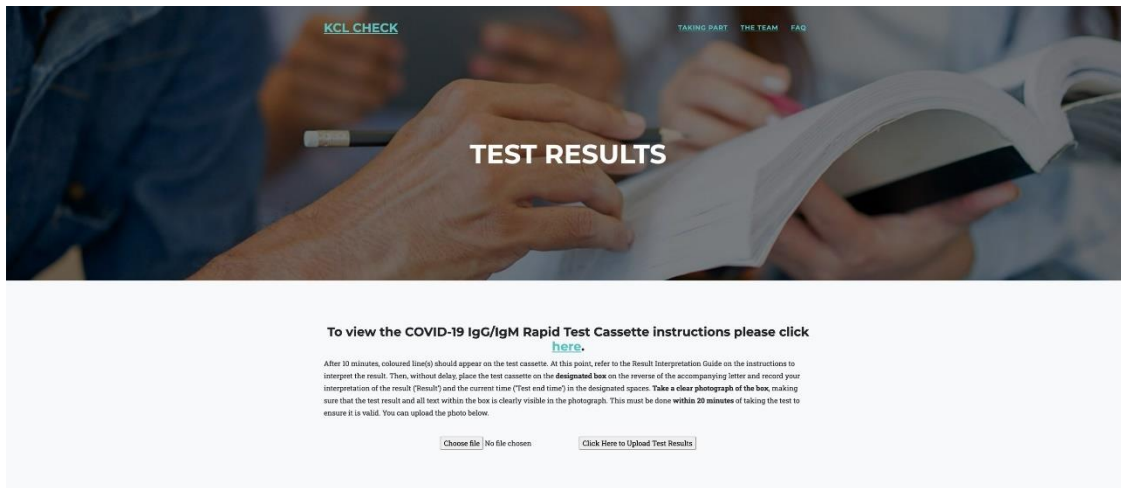 KCL CHECK
TAKING PART THE TEAM FAQ
TEST RESULTS
To view the COVID-19 IgG/IgM Rapid Test Cassette instructions please click
here.
After 10 minutes, coloured line(s) should appear on the test cassette. At this point, refer to the Result Interpretation Guide on the instructions to
interpret the result. Then, without delay, place the test cassette on the designated box on the reverse of the accompanying letter and record your
interpretation of the result ('Result') and the current time ('Test end time') in the designated spaces. Take a clear photograph of the box, making
sure that the test result and all text within the box is clearly visible in the photograph. This must be done within 20 minutes of taking the test to
ensure it is valid. You can upload the photo below.
Choose file No file chosen Click Here to Upload Test Results